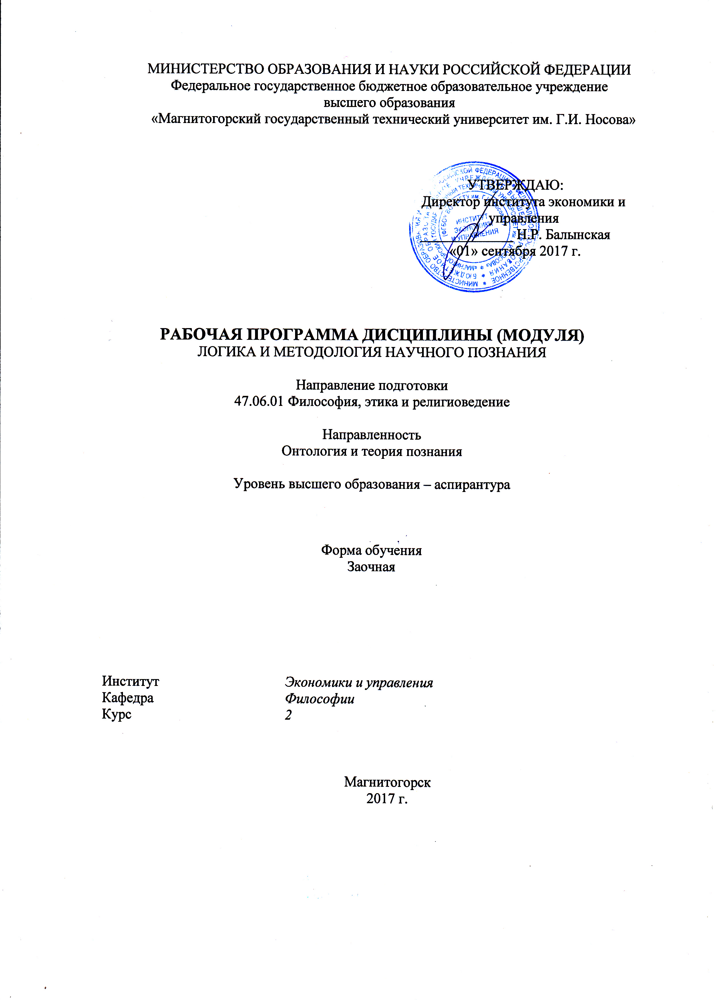 МИНИСТЕРСТВО ОБРАЗОВАНИЯ И НАУКИ РОССИЙСКОЙ ФЕДЕРАЦИИ
Федеральное государственное бюджетное образовательное учреждение
высшего образования
«Магнитогорский государственный технический университет им. Г.И. Носова»
УТВЕРЖДАЮ:
Директор института экономики и
управления
Н.Р. Балынская
«01» сентября 2017 г.
ИНСТИТУТ
ЭКОНОМИКИ
И УПРАВЛЕНИЯ
РАБОЧАЯ ПРОГРАММА ДИСЦИПЛИНЫ (МОДУЛЯ)
ЛОГИКА И МЕТОДОЛОГИЯ НАУЧНОГО ПОЗНАНИЯ
Направление подготовки
47.06.01 Философия, этика и религиоведение
Направленность
Онтология и теория познания
Уровень высшего образования – аспирантура
Форма обучения
Заочная
Институт Экономики и управления
Кафедра Философии
Курс 2
Магнитогорск
2017 г.